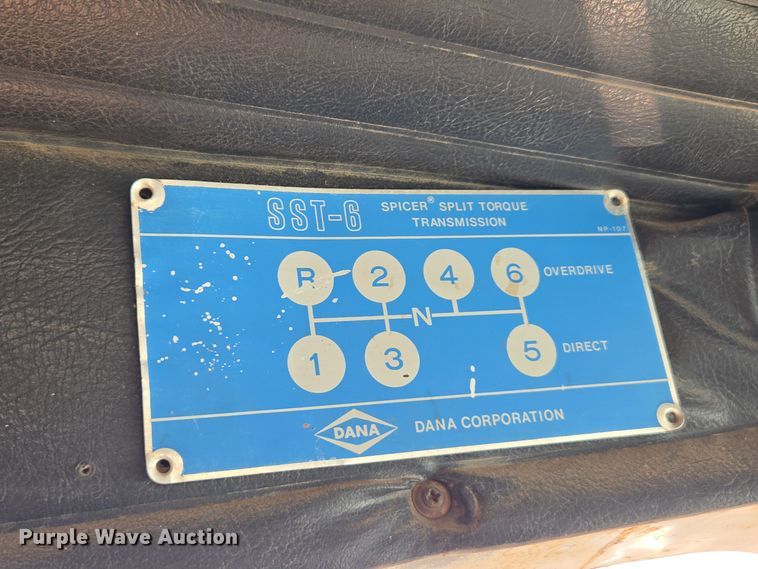 SST-6 SPICER® SPLIT TORQUE
TRANSMISSION
NP-107
R 2 4 6 OVERDRIVE
N
1 3 5 DIRECT
DANA DANA CORPORATION
Purple Wave Auction